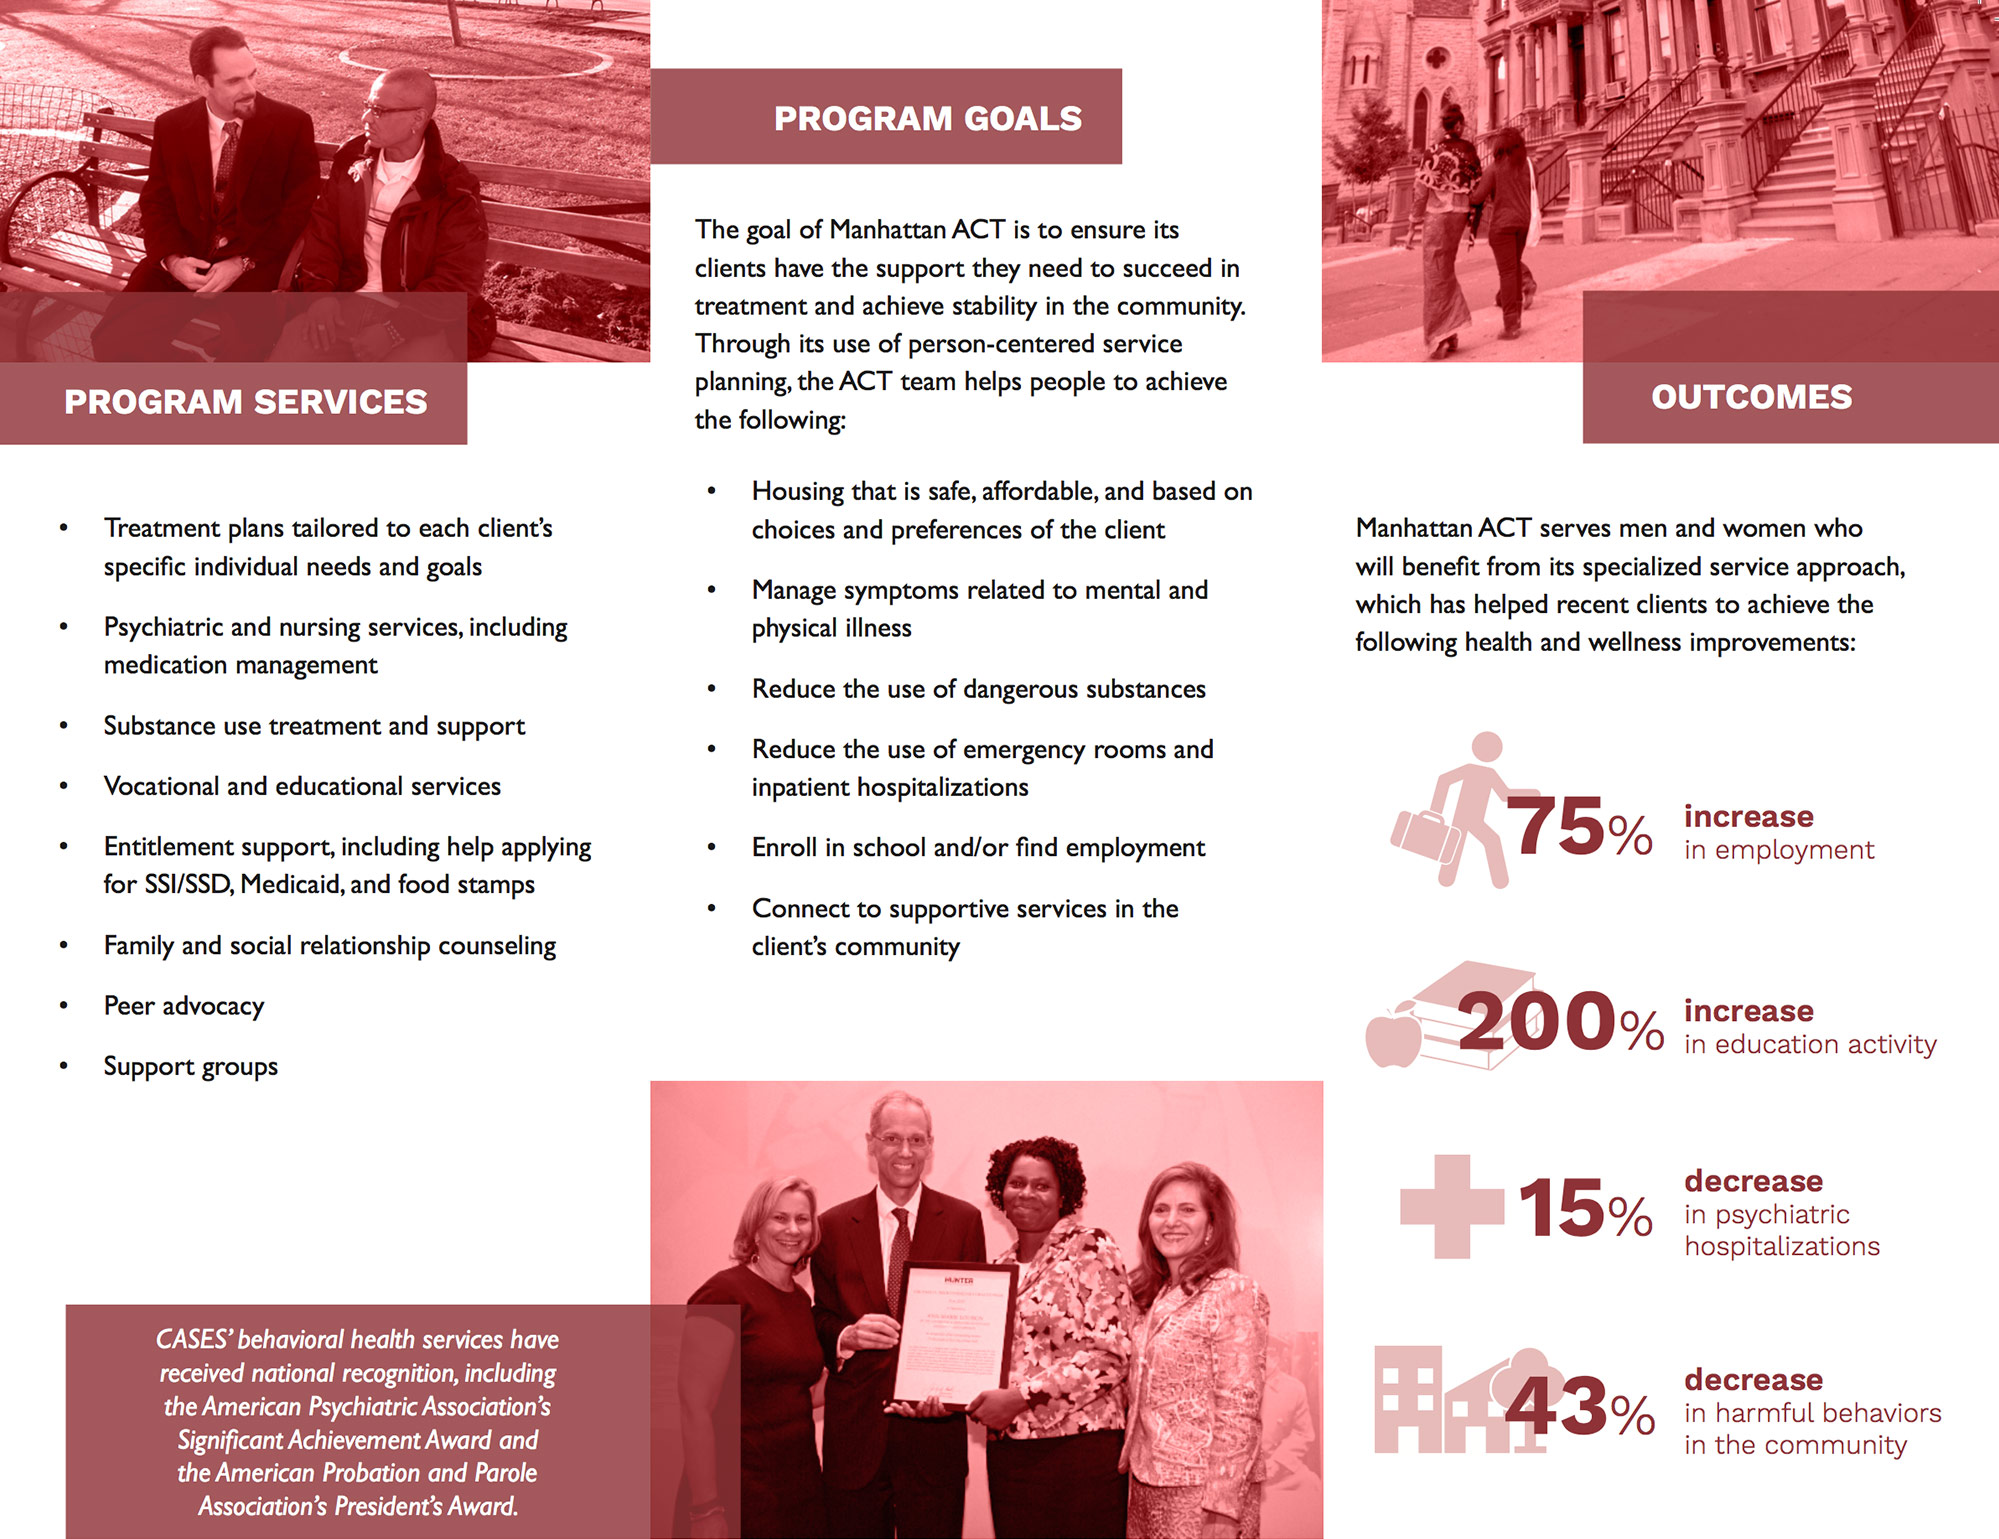 PROGRAM SERVICES
• Treatment plans tailored to each client’s
specific individual needs and goals
• Psychiatric and nursing services, including
medication management
• Substance use treatment and support
• Vocational and educational services
• Entitlement support, including help applying
for SSI/SSD, Medicaid, and food stamps
• Family and social relationship counseling
• Peer advocacy
• Support groups
CASES’ behavioral health services have
received national recognition, including
the American Psychiatric Association’s
Significant Achievement Award and
the American Probation and Parole
Association’s President’s Award.
PROGRAM GOALS
The goal of Manhattan ACT is to ensure its
clients have the support they need to succeed in
treatment and achieve stability in the community.
Through its use of person-centered service
planning, the ACT team helps people to achieve
the following:
• Housing that is safe, affordable, and based on
choices and preferences of the client
• Manage symptoms related to mental and
physical illness
• Reduce the use of dangerous substances
• Reduce the use of emergency rooms and
inpatient hospitalizations
• Enroll in school and/or find employment
• Connect to supportive services in the
client’s community
HUNTER
OUTCOMES
Manhattan ACT serves men and women who
will benefit from its specialized service approach,
which has helped recent clients to achieve the
following health and wellness improvements:
75% increase
in employment
200% increase
in education activity
15% decrease
in psychiatric
hospitalizations
43% decrease
in harmful behaviors
in the community